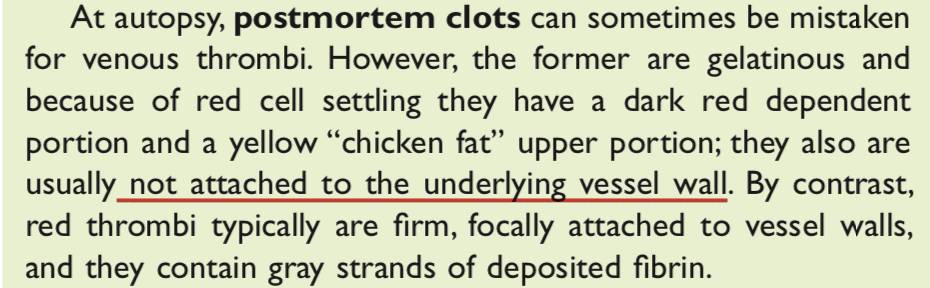 At autopsy, postmortem clots can sometimes be mistaken
for venous thrombi. However, the former are gelatinous and
because of red cell settling they have a dark red dependent
portion and a yellow “chicken fat” upper portion; they also are
usually not attached to the underlying vessel wall. By contrast,
red thrombi typically are firm, focally attached to vessel walls,
and they contain gray strands of deposited fibrin.